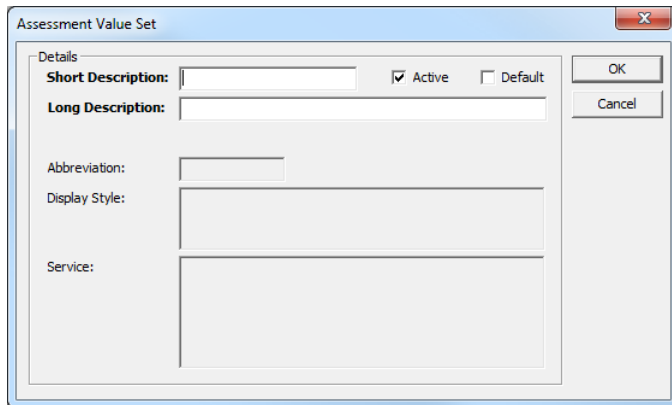 Assessment Value Set
Details
Short Description: Active Default
OK
Long Description:
Cancel
Abbreviation:
Display Style:
Service: